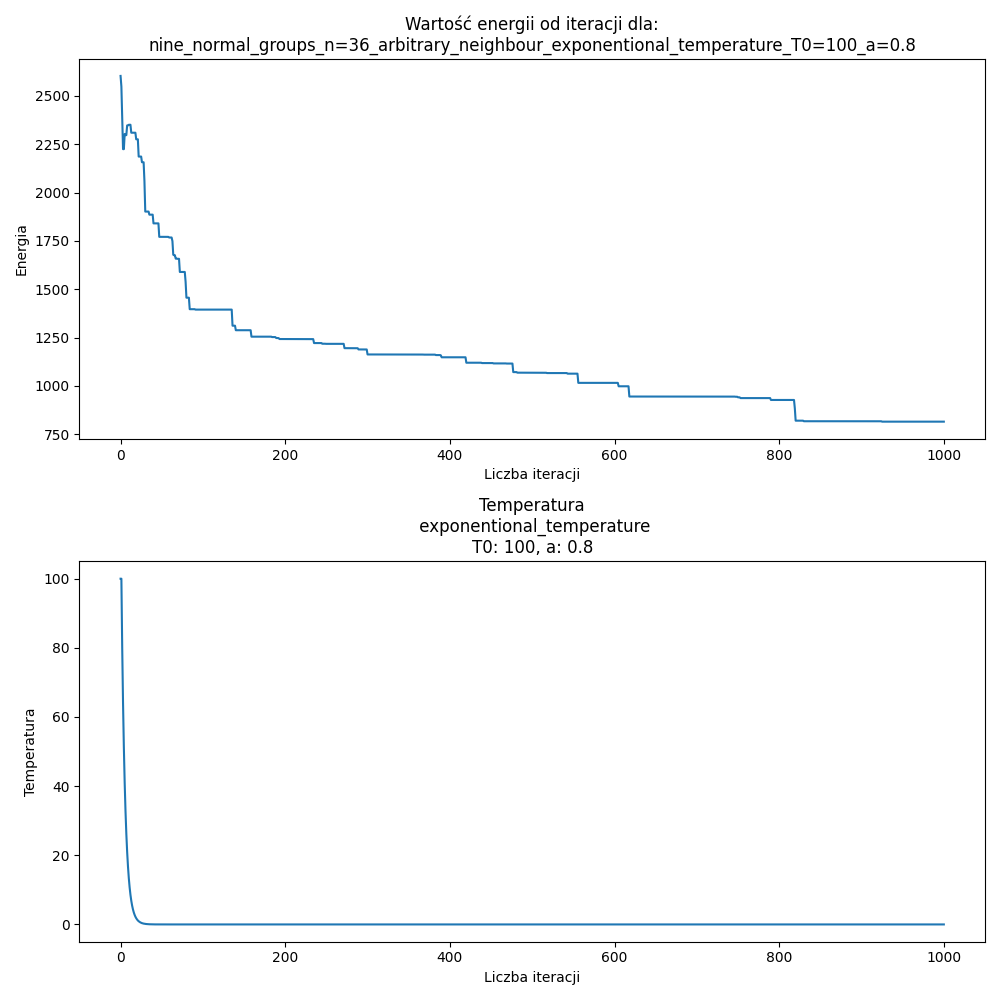 Wartość energii od iteracji dla:
nine_normal_groups_n=36_arbitrary_neighbour_exponentional_temperature_T0=100_a=0.8
2500
2250
2000
1750
1500
1250
1000
750
Energia
0 200 400 600 800 1000
Liczba iteracji
Temperatura
exponentional_temperature
T0: 100, a: 0.8
100
80
60
40
20
0
Temperatura
0 200 400 600 800 1000
Liczba iteracji